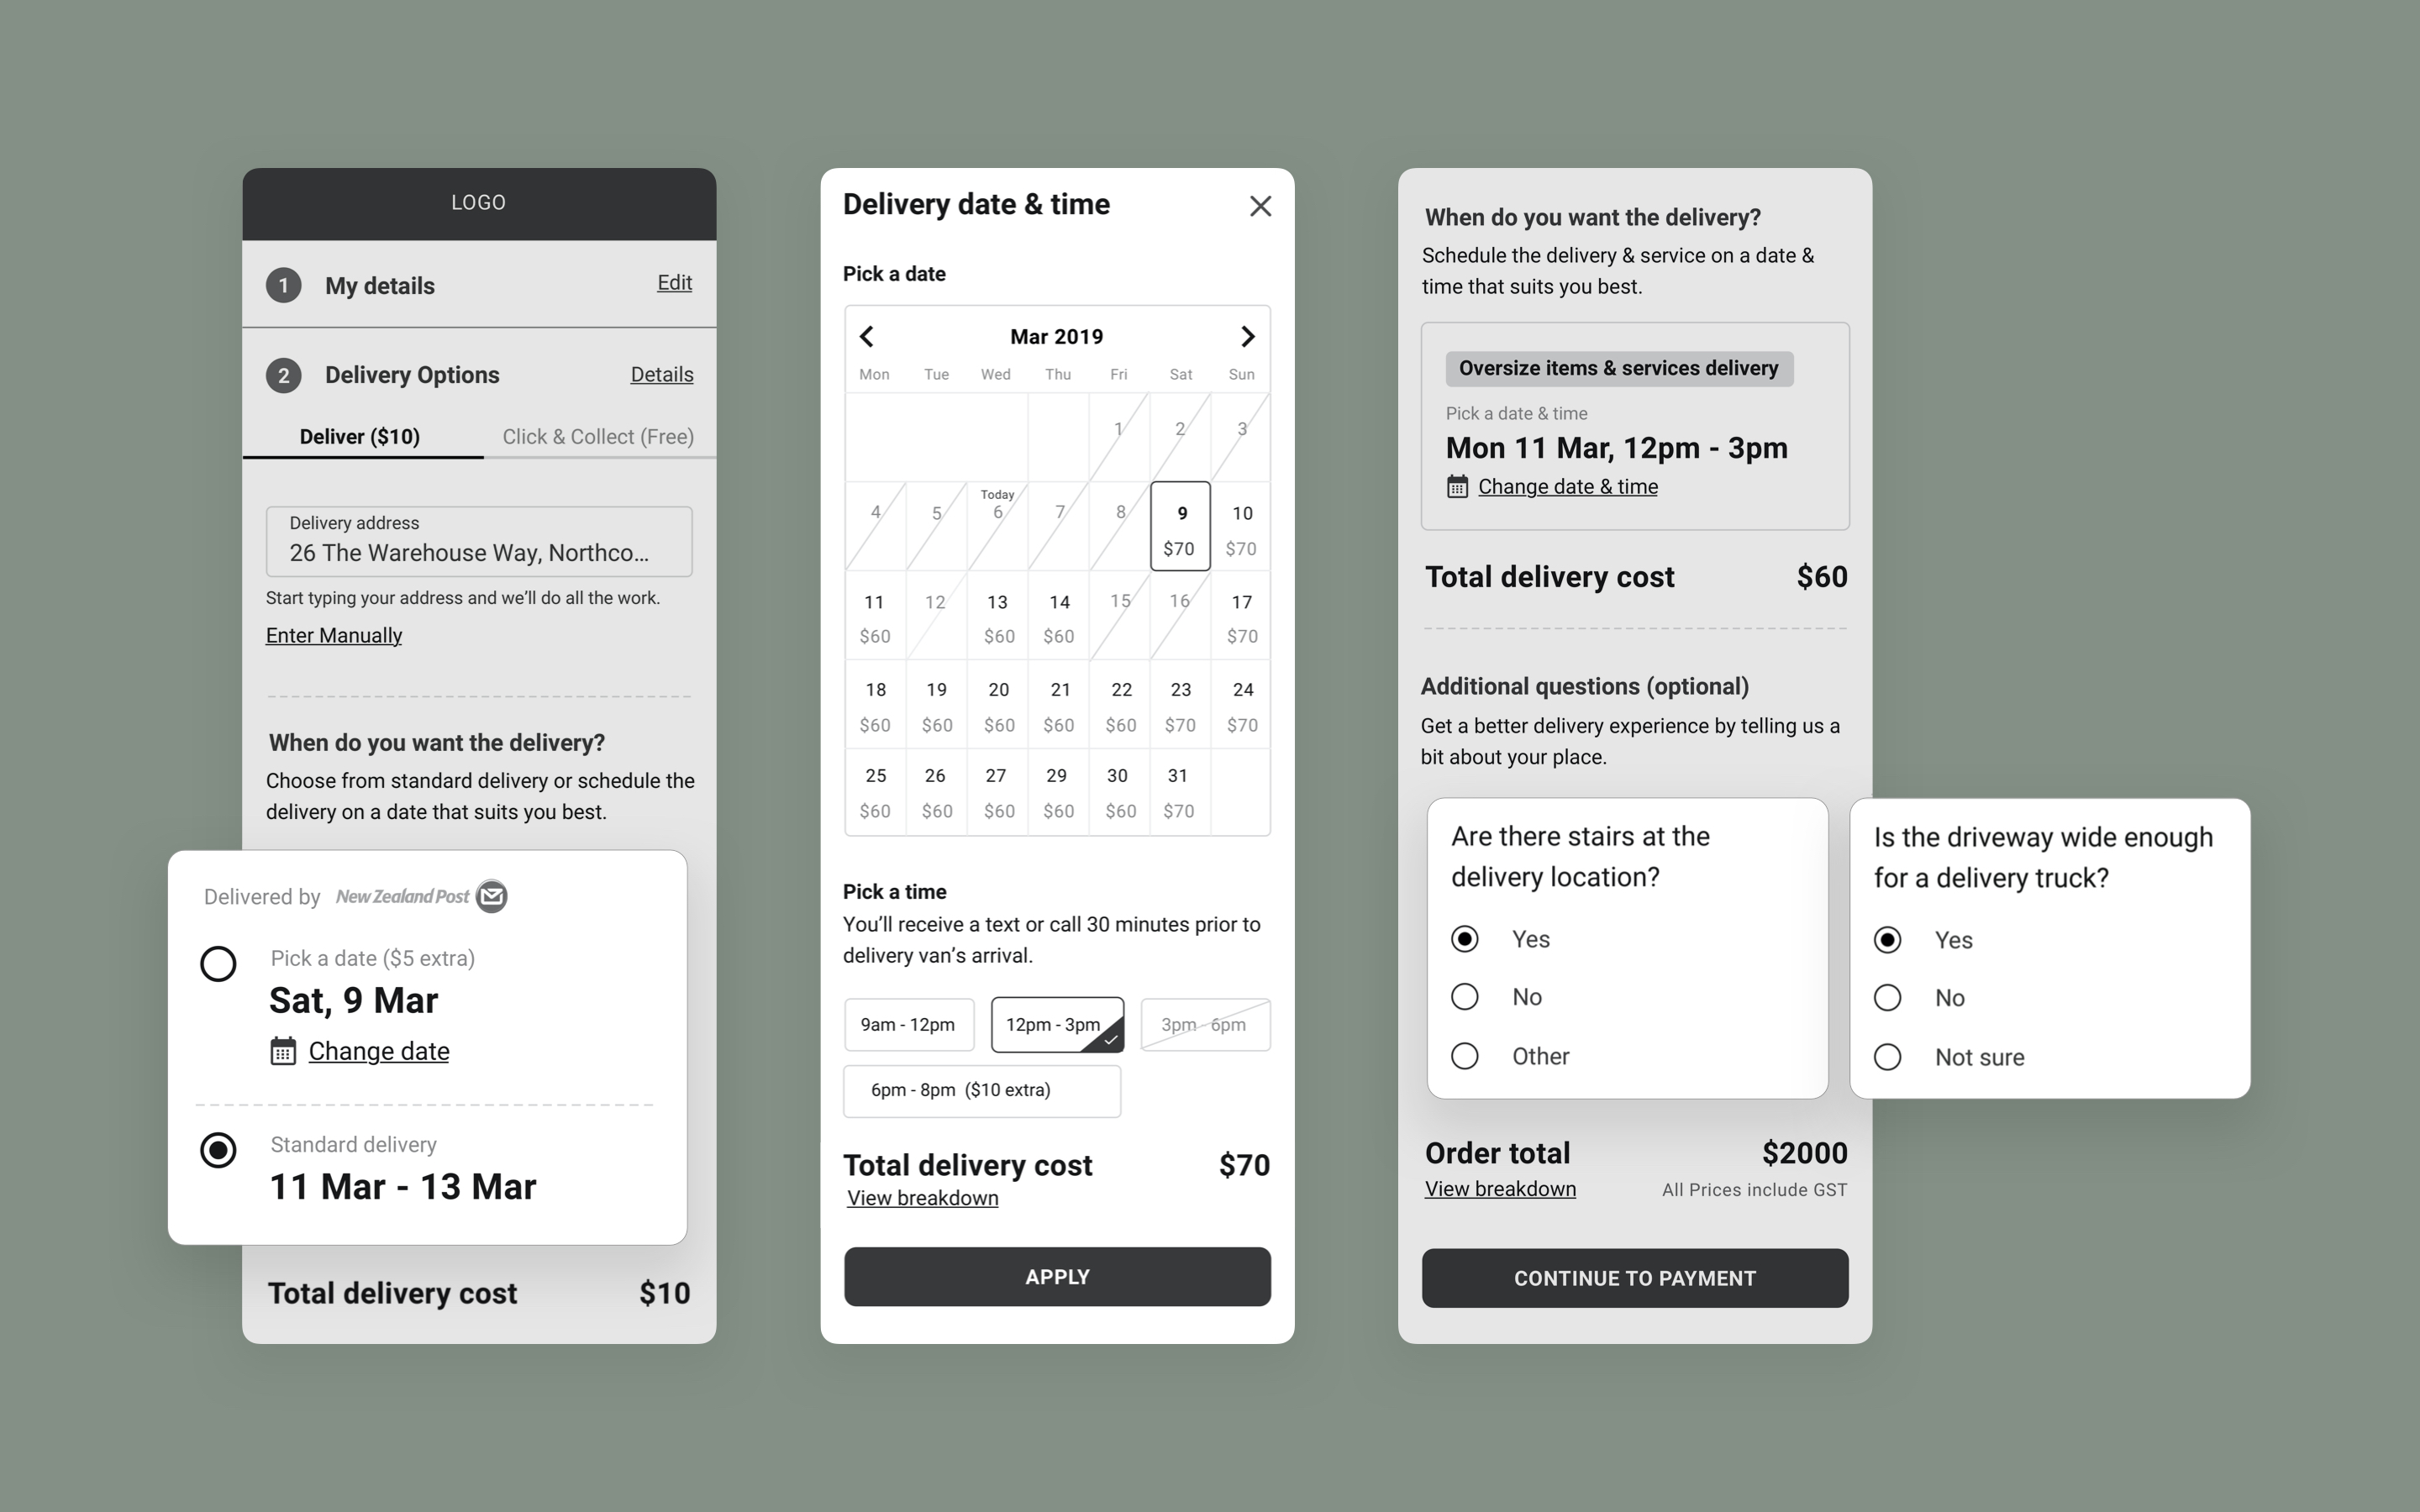 LOGO
1 My details Edit
2 Delivery Options Details
Deliver ($10) Click & Collect (Free)
Delivery address
26 The Warehouse Way, Northco...
Start typing your address and we'll do all the work.
Enter Manually
When do you want the delivery?
Choose from standard delivery or schedule the
delivery on a date that suits you best.
Delivered by New Zealand Post
Pick a date ($5 extra)
Sat, 9 Mar
Change date
Standard delivery
11 Mar - 13 Mar
Total delivery cost $10
Delivery date & time
Pick a date
Mar 2019
Mon Tue Wed Thu Fri Sat Sun
1 2 3
Today
4 5 6 7 8 9 10
$70 $70
11 12 13 14 15 16 17
$60 $60 $60 $70
18 19 20 21 22 23 24
$60 $60 $60 $60 $60 $70 $70
25 26 27 29 30 31
$60 $60 $60 $60 $60 $70
Pick a time
You'll receive a text or call 30 minutes prior to
delivery van's arrival.
9am - 12pm 12pm - 3pm 3pm - 6pm
6pm - 8pm ($10 extra)
Total delivery cost $70
View breakdown
APPLY
When do you want the delivery?
Schedule the delivery & service on a date &
time that suits you best.
Oversize items & services delivery
Pick a date & time
Mon 11 Mar, 12pm - 3pm
Change date & time
Total delivery cost $60
Additional questions (optional)
Get a better delivery experience by telling us a
bit about your place.
Are there stairs at the
delivery location?
Yes
No
Other
Is the driveway wide enough
for a delivery truck?
Yes
No
Not sure
Order total $2000
View breakdown All Prices include GST
CONTINUE TO PAYMENT